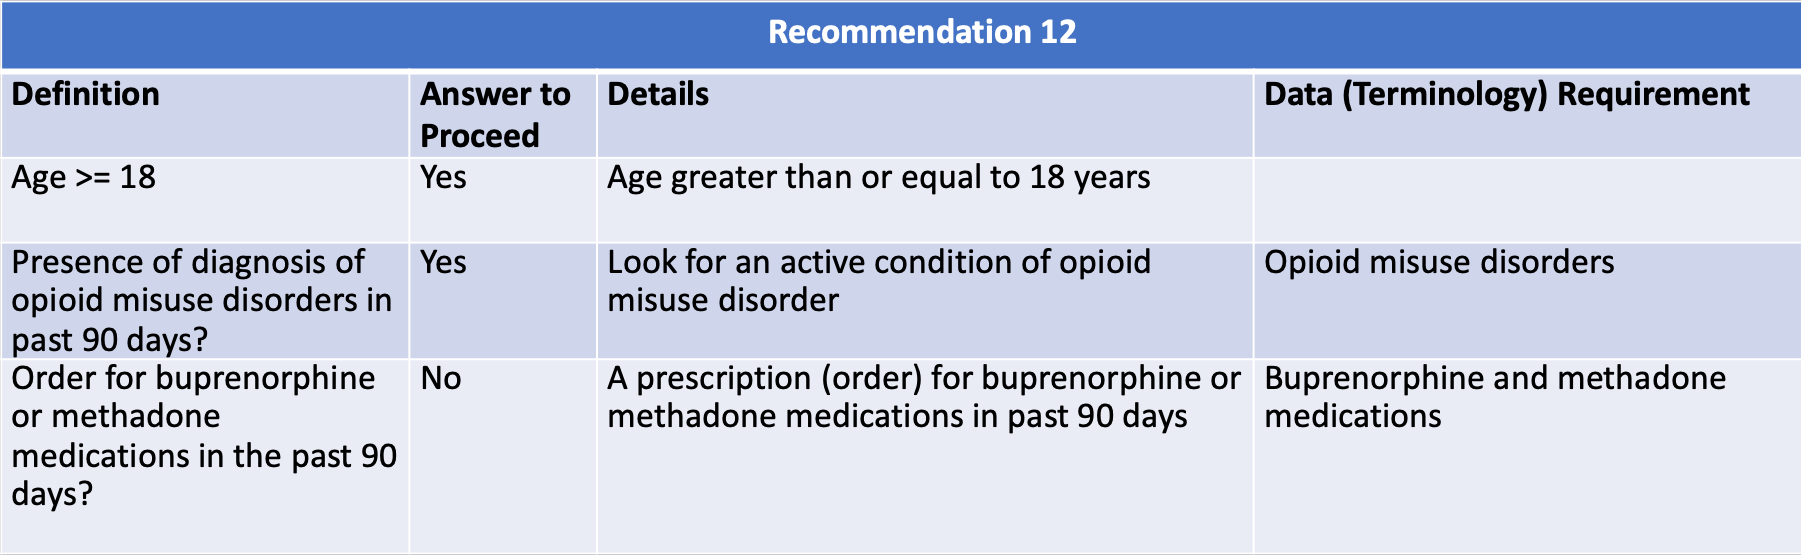 Recommendation 12
Definition
Answer to
Proceed
Details
Data (Terminology) Requirement
Age >= 18
Yes
Age greater than or equal to 18 years
Presence of diagnosis of
opioid misuse disorders in
past 90 days?
Yes
Look for an active condition of opioid
misuse disorder
Opioid misuse disorders
Order for buprenorphine
or methadone
medications in the past 90
days?
No
A prescription (order) for buprenorphine or
methadone medications in past 90 days
Buprenorphine and methadone
medications